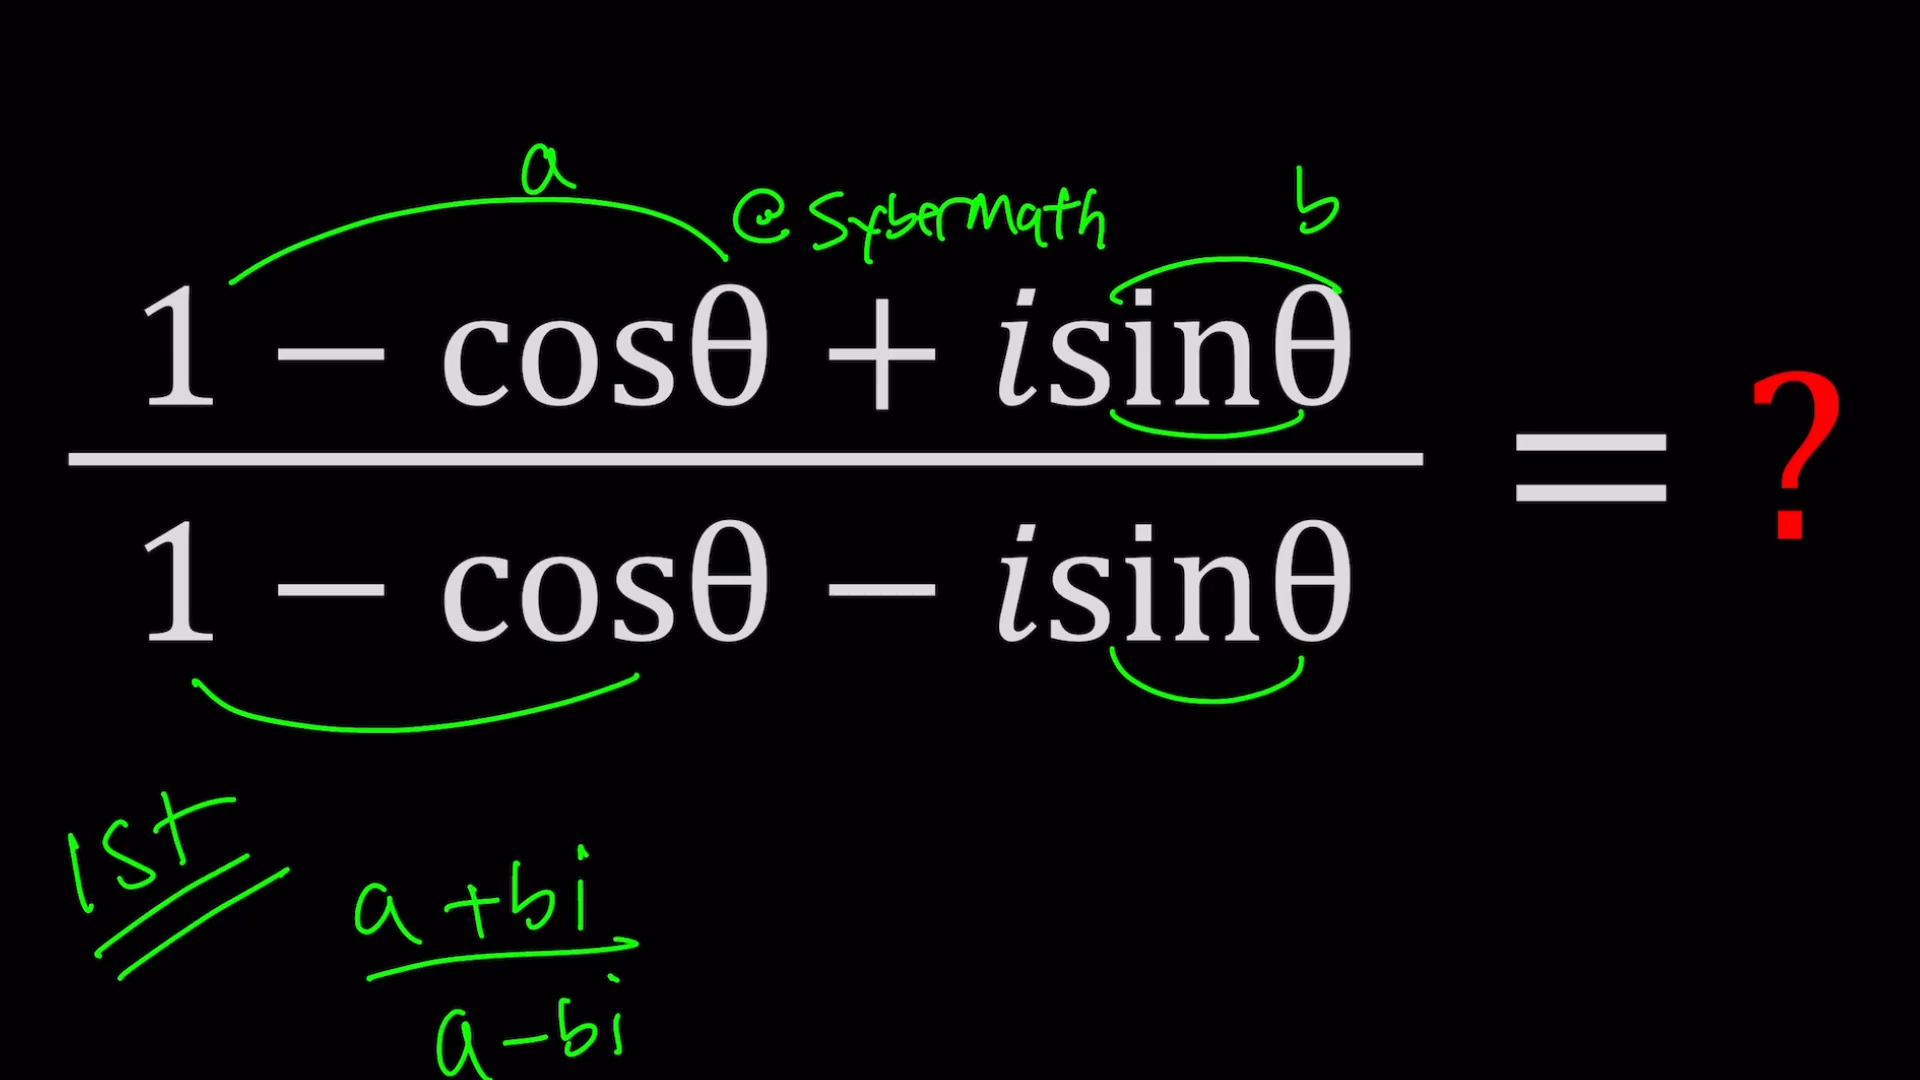 a
@SyberMath
b
1 − cosθ + isinθ
= ?
1 − cosθ − isinθ
1st
a + bi
a − bi